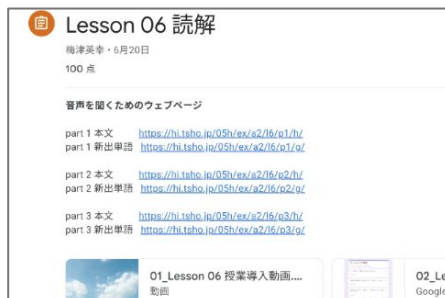 Lesson 06 読解
梅津英幸・6月20日
100 点
音声を聞くためのウェブページ
part 1 本文 https://hi.tsho.jp/05h/ex/a2/l6/p1/h/
part 1 新出単語 https://hi.tsho.jp/05h/ex/a2/l6/p1/g/
part 2 本文 https://hi.tsho.jp/05h/ex/a2/l6/p2/h/
part 2 新出単語 https://hi.tsho.jp/05h/ex/a2/l6/p2/g/
part 3 本文 https://hi.tsho.jp/05h/ex/a2/l6/p3/h/
part 3 新出単語 https://hi.tsho.jp/05h/ex/a2/l6/p3/g/
01_Lesson 06 授業導入動画....
動画
02_Le
Google